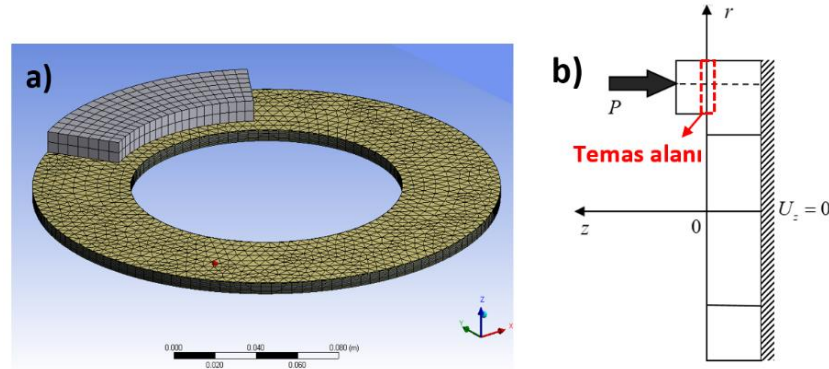 a)
Z
Y
X
0.000
0.040
0.080 (m)
0.020
0.060
b)
r
P
Temas alanı
U_z = 0
z
0